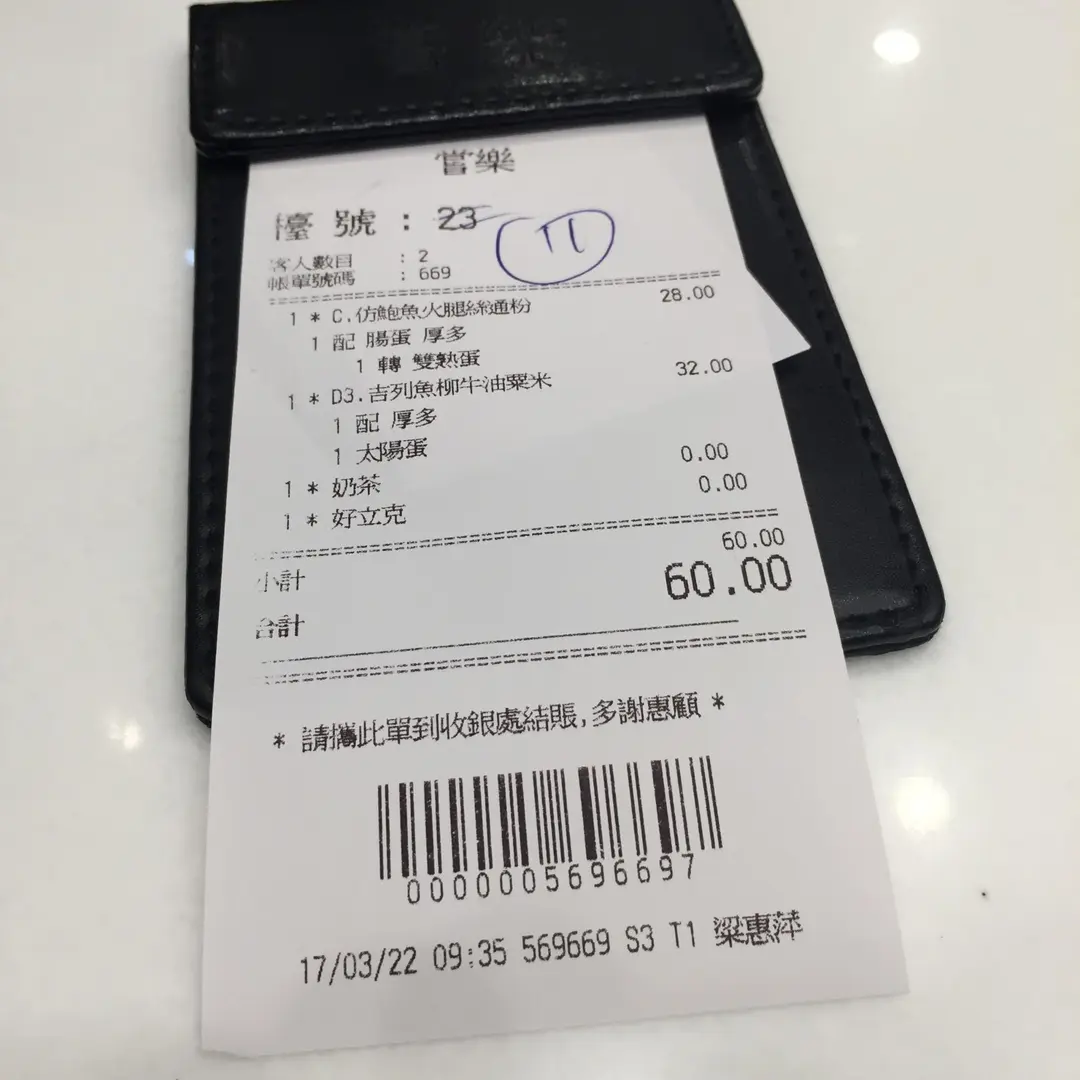 嘗樂
檯號 : 23
11
客人數目 : 2
帳單號碼 : 669
1 * C.仿鮑魚火腿絲通粉 28.00
1 配 腸蛋 厚多
1 轉 雙熟蛋
1 * D3.吉列魚柳牛油粟米 32.00
1 配 厚多
1 太陽蛋
1 * 奶茶 0.00
1 * 好立克 0.00
小計 60.00
合計 60.00
* 請攜此單到收銀處結賬,多謝惠顧 *
0000005696697
17/03/22 09:35 569669 S3 T1 梁惠萍